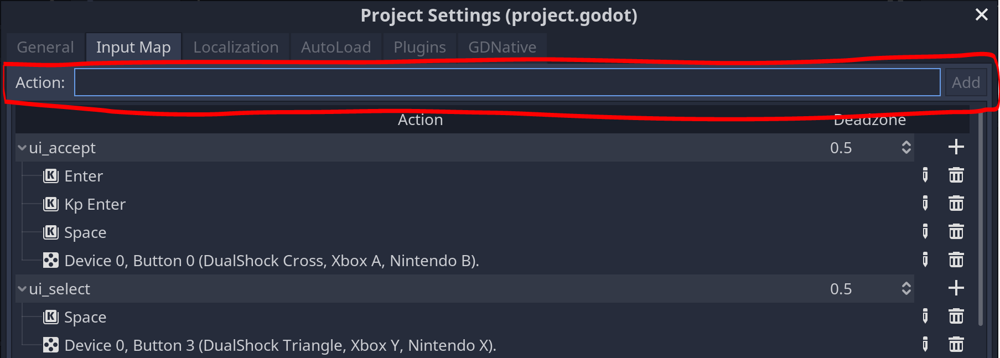 Project Settings (project.godot)
General Input Map Localization AutoLoad Plugins GDNative
Action: Add
Action Deadzone
ui_accept 0.5
Enter
Kp Enter
Space
Device 0, Button 0 (DualShock Cross, Xbox A, Nintendo B).
ui_select 0.5
Space
Device 0, Button 3 (DualShock Triangle, Xbox Y, Nintendo X).